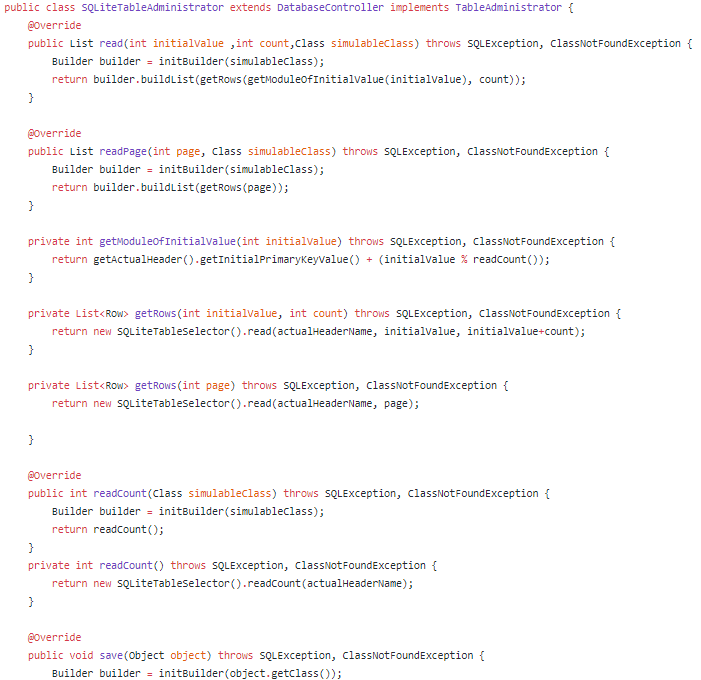 public class SQLiteTableAdministrator extends DatabaseController implements TableAdministrator {
    @Override
    public List read(int initialValue ,int count,Class simulableClass) throws SQLException, ClassNotFoundException {
        Builder builder = initBuilder(simulableClass);
        return builder.buildList(getRows(getModuleOfInitialValue(initialValue), count));
    }

    @Override
    public List readPage(int page, Class simulableClass) throws SQLException, ClassNotFoundException {
        Builder builder = initBuilder(simulableClass);
        return builder.buildList(getRows(page));
    }

    private int getModuleOfInitialValue(int initialValue) throws SQLException, ClassNotFoundException {
        return getActualHeader().getInitialPrimaryKeyValue() + (initialValue % readCount());
    }

    private List<Row> getRows(int initialValue, int count) throws SQLException, ClassNotFoundException {
        return new SQLiteTableSelector().read(actualHeaderName, initialValue, initialValue+count);
    }

    private List<Row> getRows(int page) throws SQLException, ClassNotFoundException {
        return new SQLiteTableSelector().read(actualHeaderName, page);

    }

    @Override
    public int readCount(Class simulableClass) throws SQLException, ClassNotFoundException {
        Builder builder = initBuilder(simulableClass);
        return readCount();
    }
    private int readCount() throws SQLException, ClassNotFoundException {
        return new SQLiteTableSelector().readCount(actualHeaderName);
    }

    @Override
    public void save(Object object) throws SQLException, ClassNotFoundException {
        Builder builder = initBuilder(object.getClass());